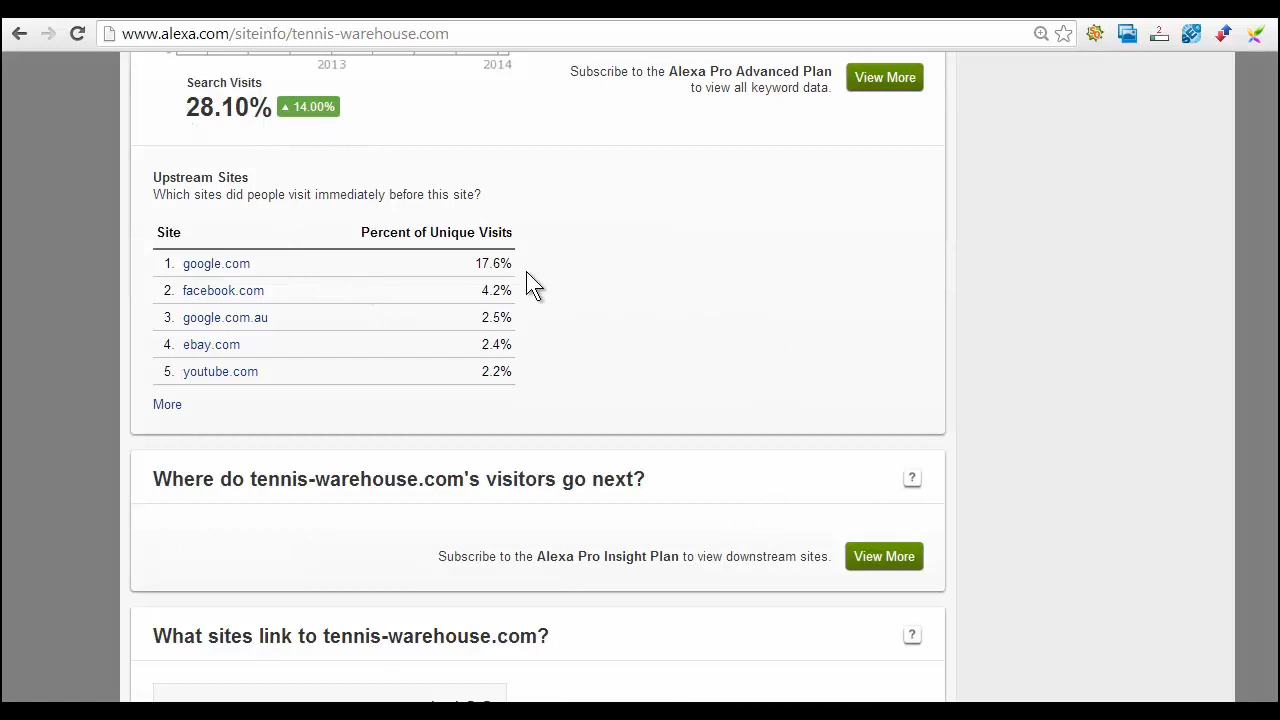 www.alexa.com/siteinfo/tennis-warehouse.com
2
2013 2014
Search Visits
28.10% 14.00%
Subscribe to the Alexa Pro Advanced Plan
to view all keyword data.
View More
Upstream Sites
Which sites did people visit immediately before this site?
Site Percent of Unique Visits
1. google.com 17.6%
2. facebook.com 4.2%
3. google.com.au 2.5%
4. ebay.com 2.4%
5. youtube.com 2.2%
More
Where do tennis-warehouse.com's visitors go next? ?
Subscribe to the Alexa Pro Insight Plan to view downstream sites. View More
What sites link to tennis-warehouse.com? ?